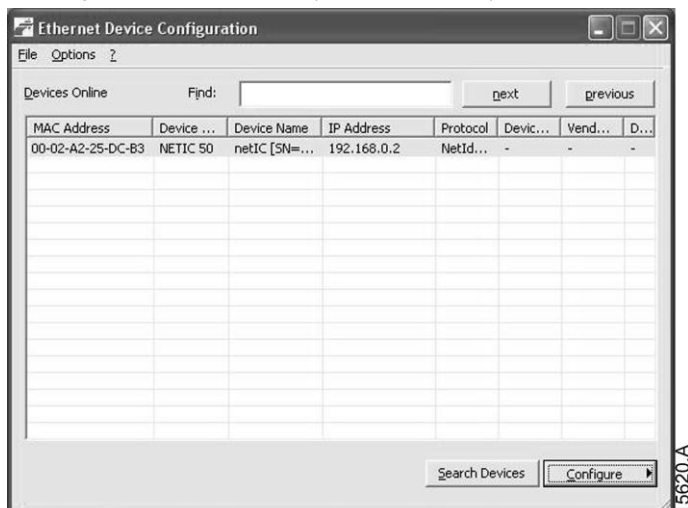 Ethernet Device Configuration
File Options ?
Devices Online Find: next previous
MAC Address Device ... Device Name IP Address Protocol Devic... Vend... D...
00-02-A2-25-DC-B3 NETIC 50 netIC [SN=... 192.168.0.2 NetId... - - -
Search Devices Configure
5620.A